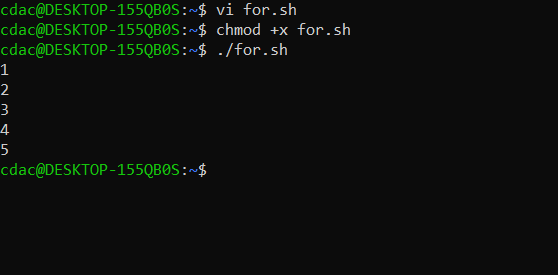 cdac@DESKTOP-155QB0S:~$ vi for.sh
cdac@DESKTOP-155QB0S:~$ chmod +x for.sh
cdac@DESKTOP-155QB0S:~$ ./for.sh
1
2
3
4
5
cdac@DESKTOP-155QB0S:~$